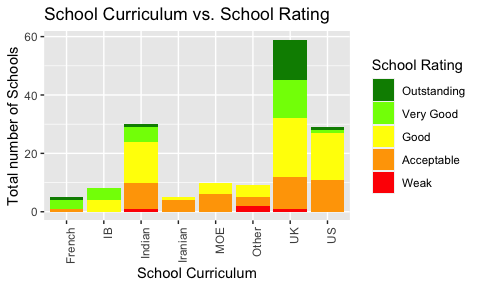 School Curriculum vs. School Rating
Total number of Schools
60
40
20
0
French
IB
Indian
Iranian
MOE
Other
UK
US
School Curriculum
School Rating
Outstanding
Very Good
Good
Acceptable
Weak